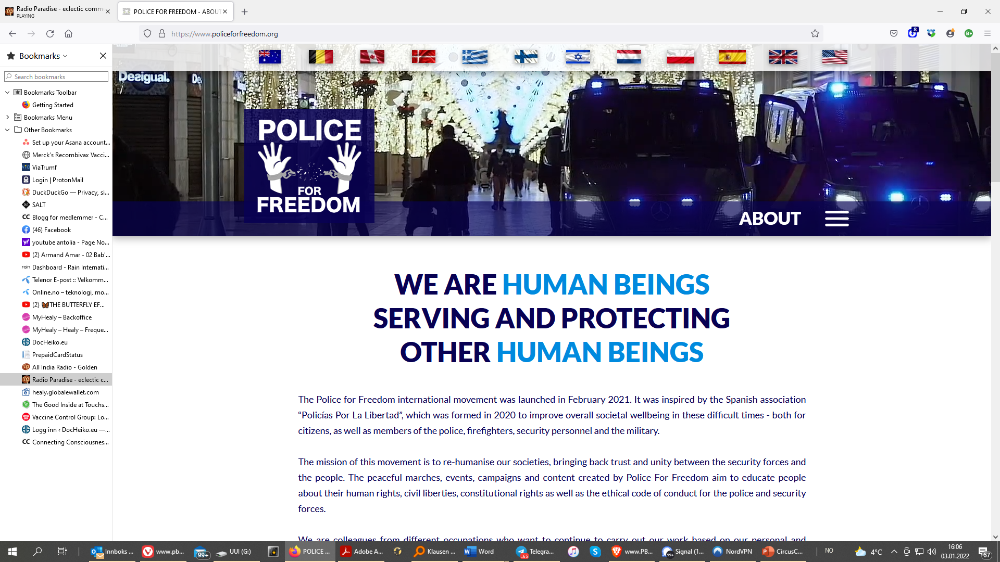 Radio Paradise - eclectic comm
PLAYING
POLICE FOR FREEDOM - ABOU
https://www.policeforfreedom.org
8
B+
Bookmarks
Search bookmarks
Bookmarks Toolbar
Getting Started
Bookmarks Menu
Other Bookmarks
Set up your Asana account...
Merck's Recombivax Vacci...
ViaTrumf
Login | ProtonMail
DuckDuckGo — Privacy, si...
SALT
CC Blogg for medlemmer - C...
(46) Facebook
youtube antolia - Page No...
(2) Armand Amar - 02 Bab'...
rain Dashboard - Rain Internati...
Telenor E-post :: Velkomm...
Online.no – teknologi, mo...
(2) 🦋THE BUTTERFLY EF...
MyHealy – Backoffice
MyHealy – Healy – Freque...
DocHeiko.eu
PrepaidCardStatus
All India Radio - Golden
Radio Paradise - eclectic c...
healy.globalewallet.com
The Good Inside at Touchs...
Vaccine Control Group: Lo...
Logg inn ‹ DocHeiko.eu —...
CC Connecting Consciousnes...
Desigual.
De
POLICE
FOR
FREEDOM
ABOUT
WE ARE HUMAN BEINGS
SERVING AND PROTECTING
OTHER HUMAN BEINGS
The Police for Freedom international movement was launched in February 2021. It was inspired by the Spanish association
“Policías Por La Libertad”, which was formed in 2020 to improve overall societal wellbeing in these difficult times - both for
citizens, as well as members of the police, firefighters, security personnel and the military.
The mission of this movement is to re-humanise our societies, bringing back trust and unity between the security forces and
the people. The peaceful marches, events, campaigns and content created by Police For Freedom aim to educate people
about their human rights, civil liberties, constitutional rights as well as the ethical code of conduct for the police and security
forces.
We are colleagues from different occupations who want to continue to carry out our work based on our personal and
Innboks ...
www.pb...
99+
UUI (G:)
POLICE ...
Adobe A...
Klausen ...
Word
Telegra...
.65
www.PB...
Signal (1...
99+
NordVPN
CircusC...
NO
4°C
16:06
03.01.2022
67